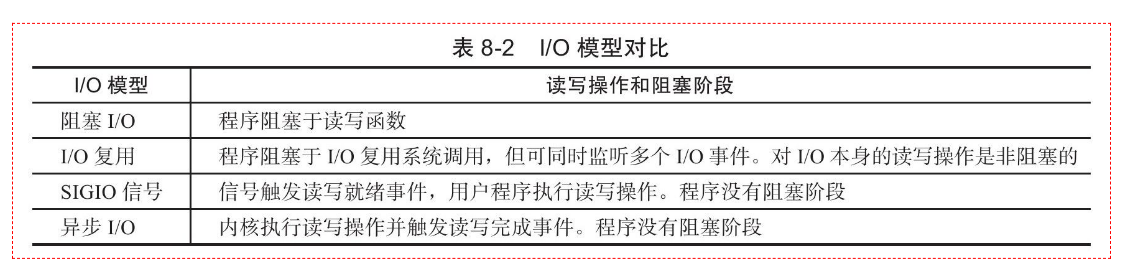 表 8-2 I/O 模型对比
I/O 模型 读写操作和阻塞阶段
阻塞 I/O 程序阻塞于读写函数
I/O 复用 程序阻塞于 I/O 复用系统调用，但可同时监听多个 I/O 事件。对 I/O 本身的读写操作是非阻塞的
SIGIO 信号 信号触发读写就绪事件，用户程序执行读写操作。程序没有阻塞阶段
异步 I/O 内核执行读写操作并触发读写完成事件。程序没有阻塞阶段